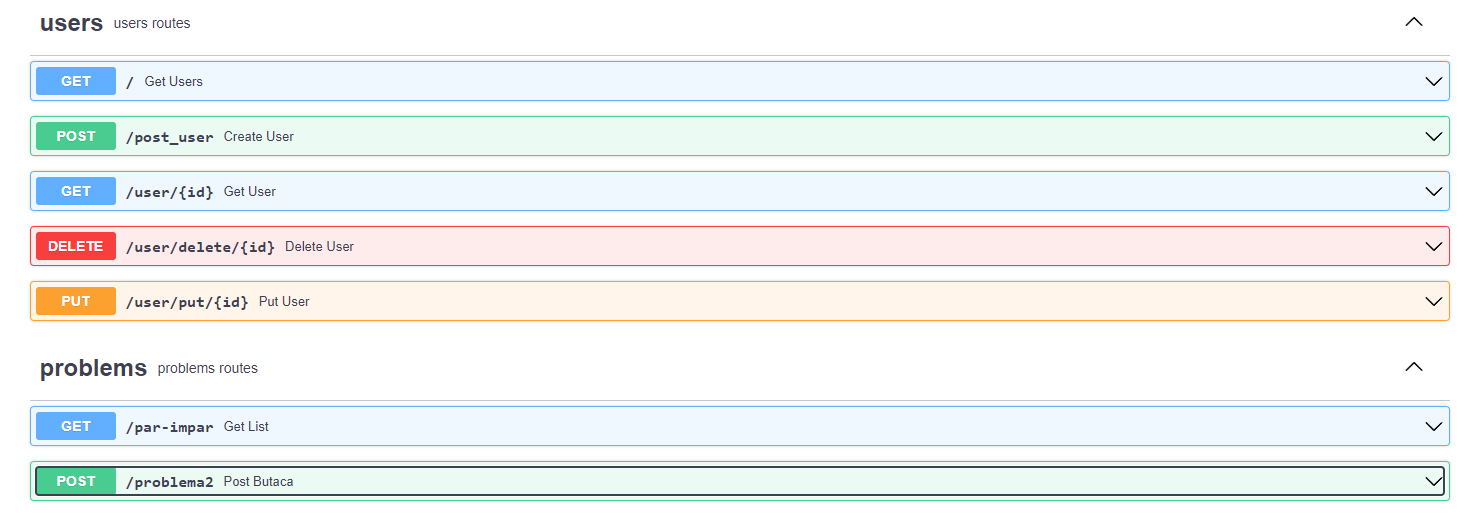 users users routes
GET / Get Users
POST /post_user Create User
GET /user/{id} Get User
DELETE /user/delete/{id} Delete User
PUT /user/put/{id} Put User
problems problems routes
GET /par-impar Get List
POST /problema2 Post Butaca